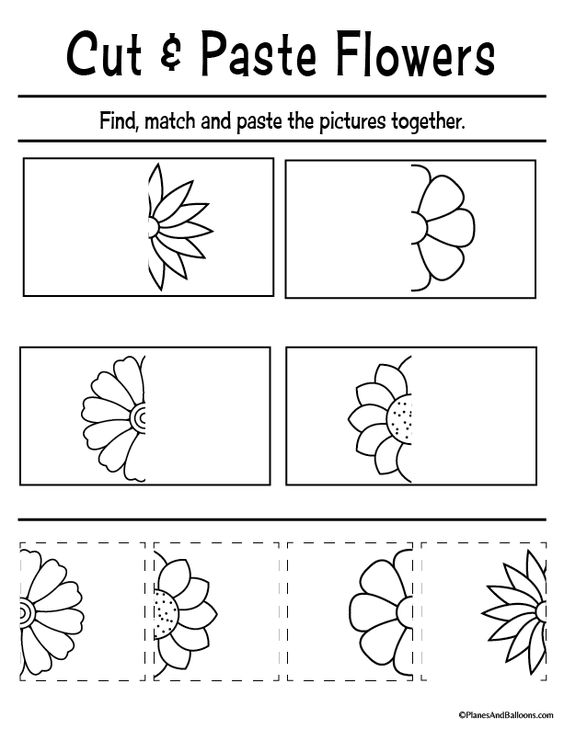 Cut & Paste Flowers
Find, match and paste the pictures together.
©PlanesAndBalloons.com